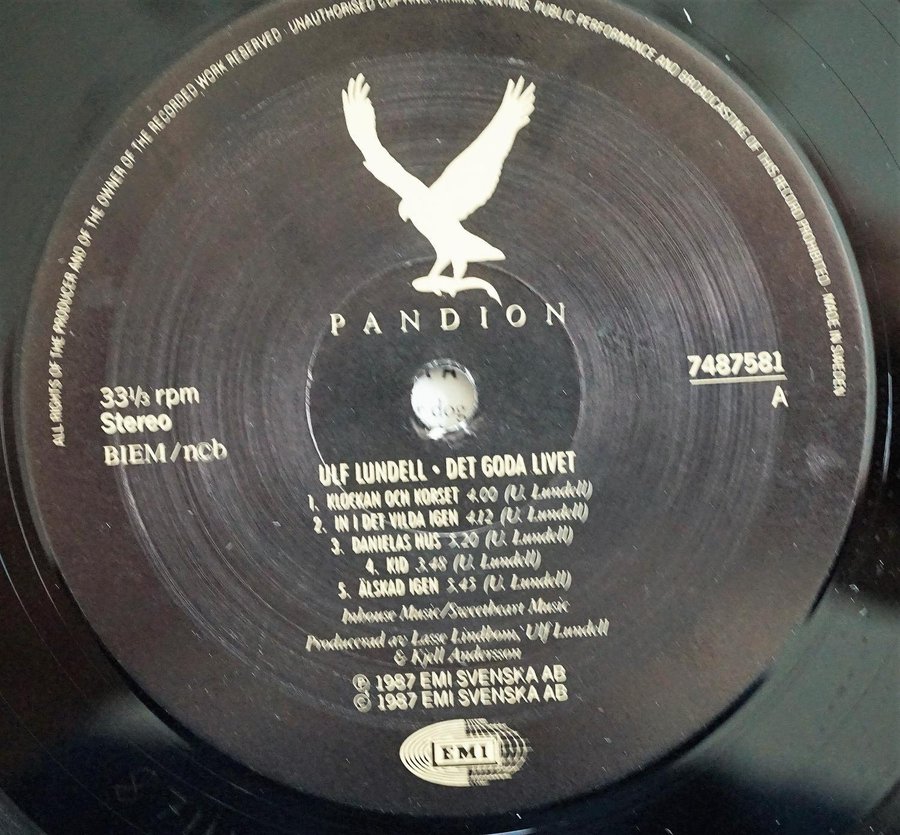 ALL RIGHTS OF THE PRODUCER AND OF THE OWNER OF THE RECORDED WORK RESERVED · UNAUTHORISED COPYING, HIRING, RENTING, PUBLIC PERFORMANCE AND BROADCASTING OF THIS RECORD PROHIBITED · MADE IN SWEDEN
PANDION
33⅓ rpm
Stereo
BIEM/ncb
7487581
A
dog
ULF LUNDELL • DET GODA LIVET
1. KLOCKAN OCH KORSET 4.00 (U. Lundell)
2. IN I DET VILDA IGEN 4.12 (U. Lundell)
3. DANIELAS HUS 5.20 (U. Lundell)
4. KID 3.48 (U. Lundell)
5. ÄLSKAD IGEN 5.45 (U. Lundell)
Inhouse Music/Sweetheart Music
Producerad av Lasse Lindbom, Ulf Lundell
& Kjell Andersson
℗ 1987 EMI SVENSKA AB
© 1987 EMI SVENSKA AB
EMI